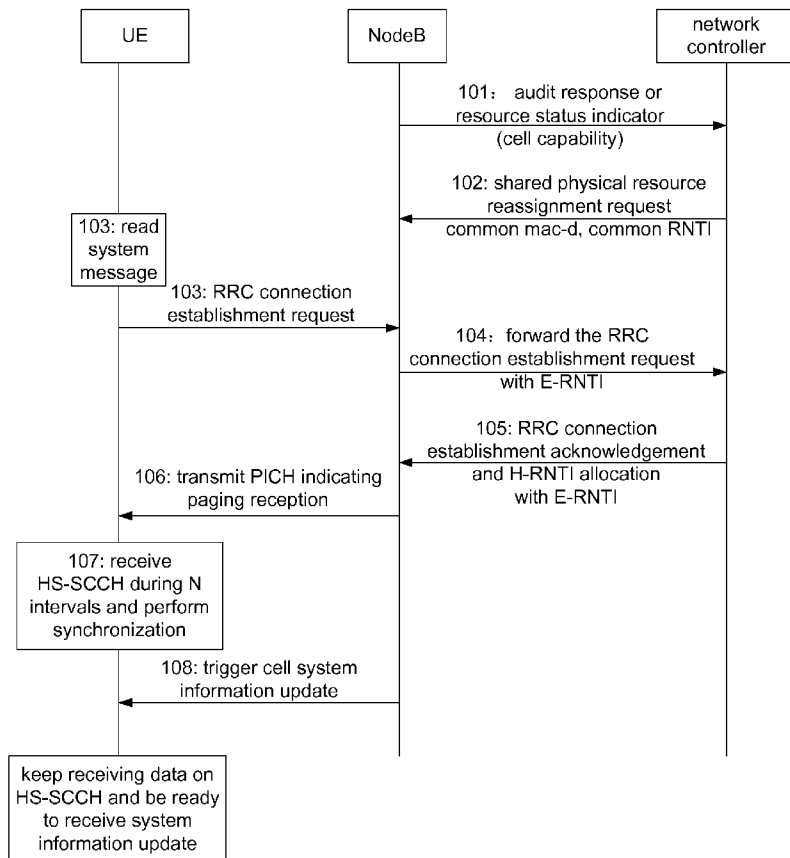 UE
NodeB
network
controller
101: audit response or
resource status indicator
(cell capability)
102: shared physical resource
reassignment request
common mac-d, common RNTI
103: read
system
message
103: RRC connection
establishment request
104: forward the RRC
connection establishment request
with E-RNTI
105: RRC connection
establishment acknowledgement
and H-RNTI allocation
with E-RNTI
106: transmit PICH indicating
paging reception
107: receive
HS-SCCH during N
intervals and perform
synchronization
108: trigger cell system
information update
keep receiving data on
HS-SCCH and be ready
to receive system
information update